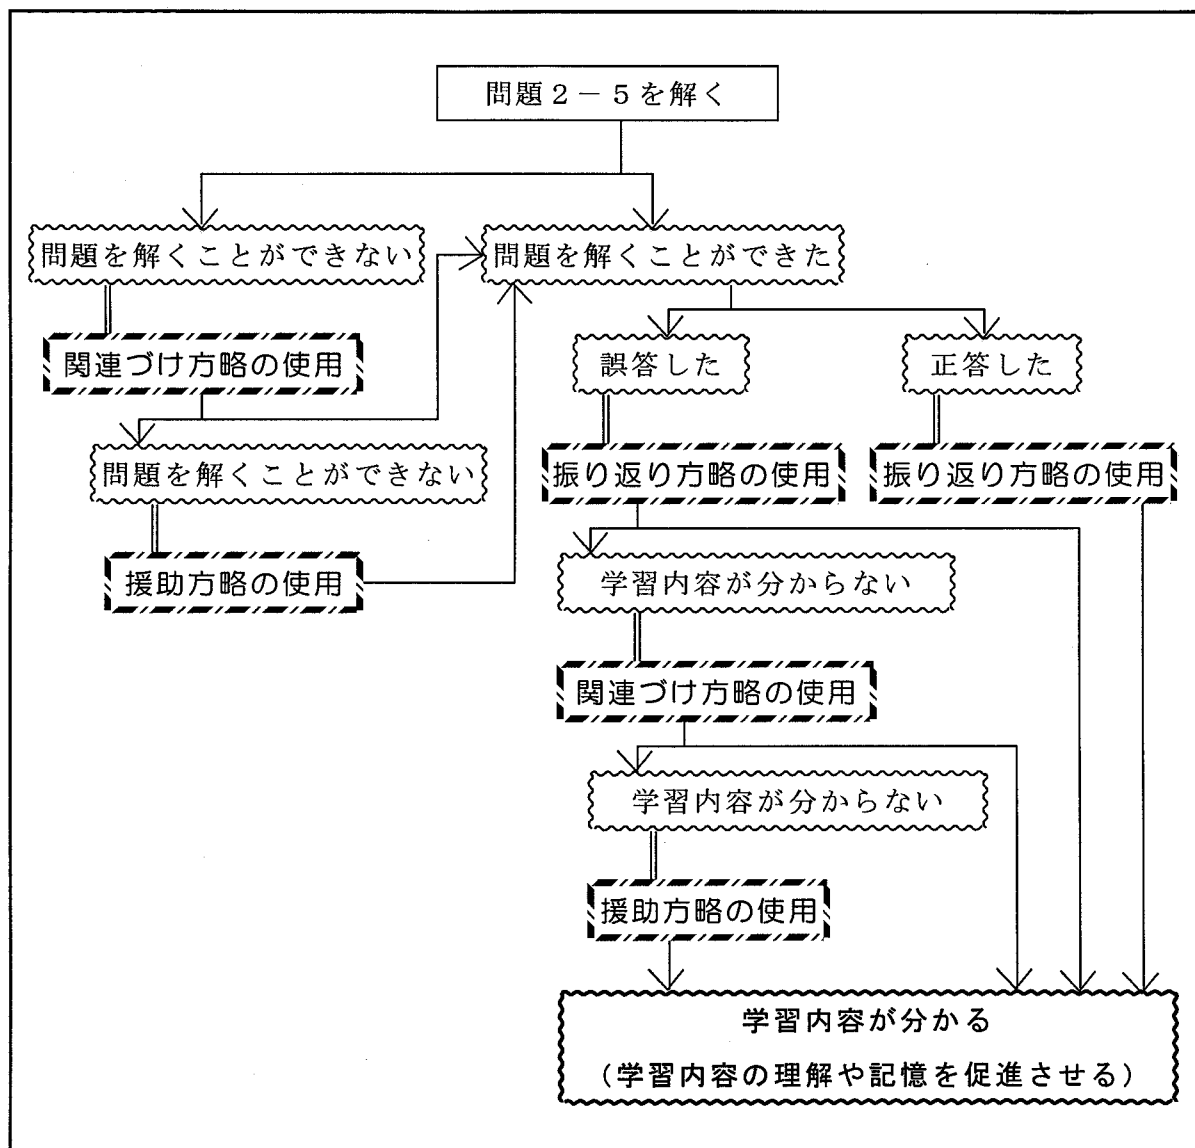 問題2-5を解く
問題を解くことができない
問題を解くことができた
関連づけ方略の使用
誤答した
正答した
問題を解くことができない
振り返り方略の使用
振り返り方略の使用
援助方略の使用
学習内容が分からない
関連づけ方略の使用
学習内容が分からない
援助方略の使用
学習内容が分かる
(学習内容の理解や記憶を促進させる)